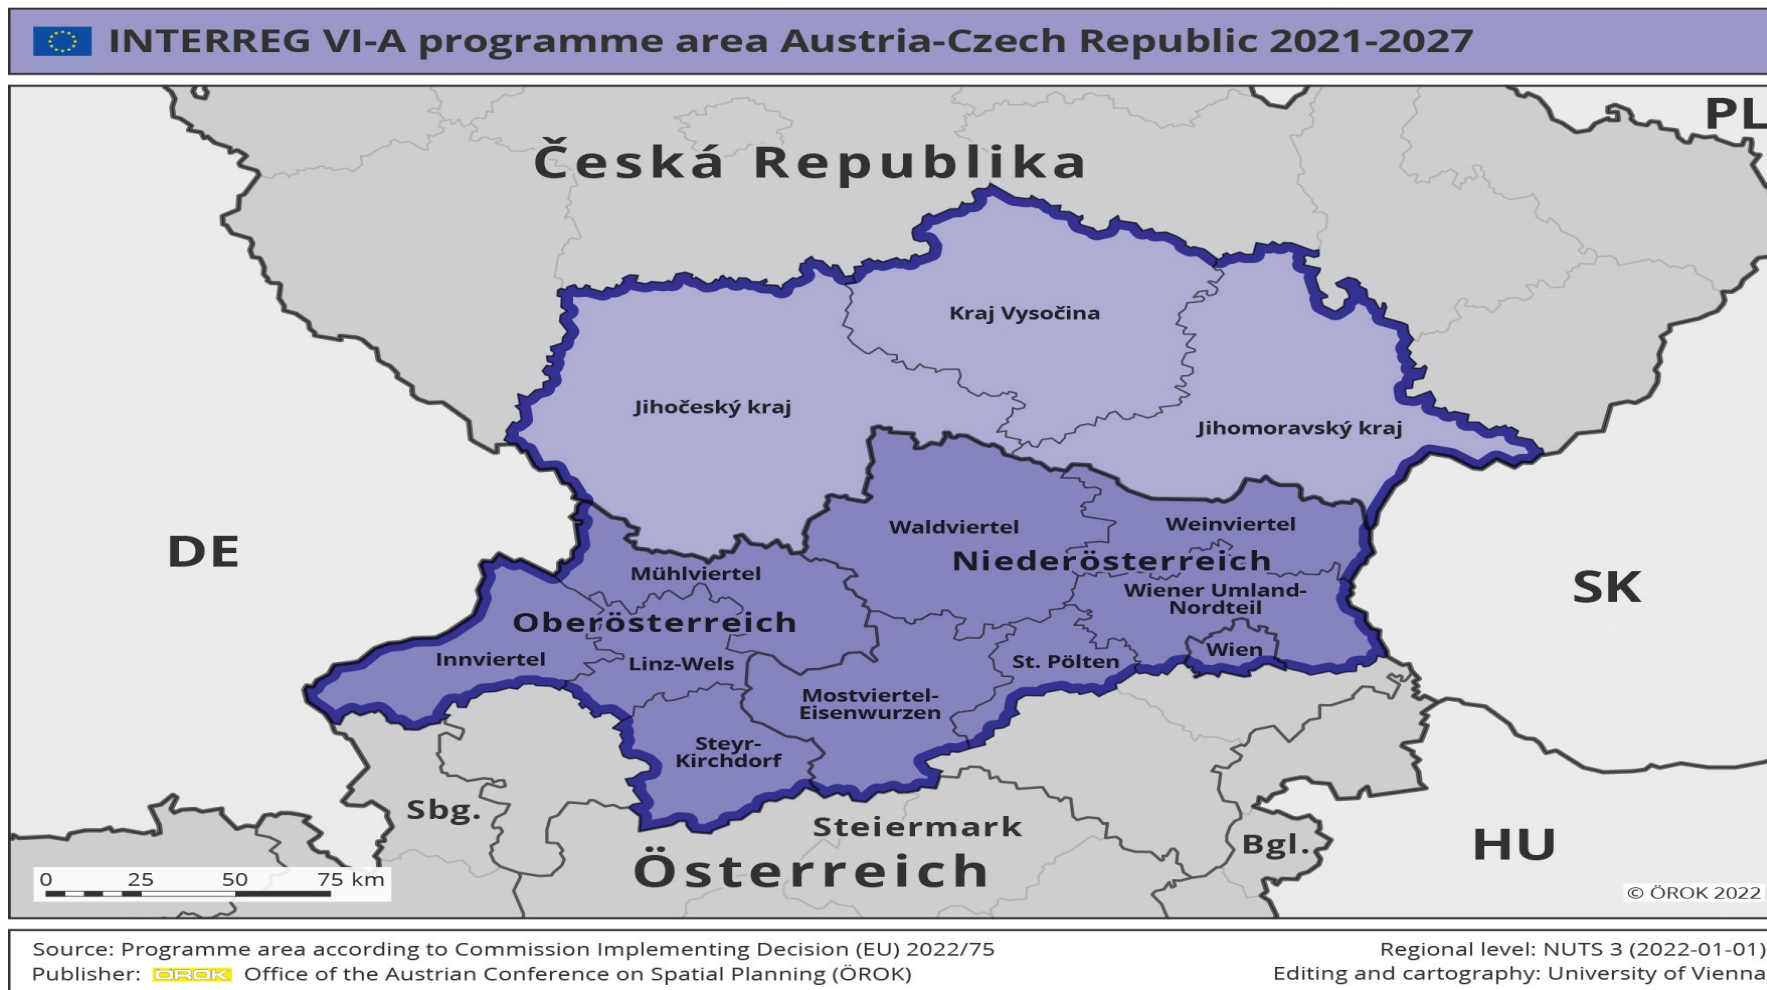 INTERREG VI-A programme area Austria-Czech Republic 2021-2027
PL
Česká Republika
Kraj Vysočina
Jihočeský kraj
Jihomoravský kraj
DE
Waldviertel
Weinviertel
Niederösterreich
Mühlviertel
SK
Wiener Umland-
Nordteil
Oberösterreich
Innviertel
Linz-Wels
St. Pölten
Wien
Mostviertel-
Eisenwurzen
Steyr-
Kirchdorf
Sbg.
Steiermark
Bgl.
HU
Österreich
0 25 50 75 km
© ÖROK 2022
Source: Programme area according to Commission Implementing Decision (EU) 2022/75
Publisher: ÖROK Office of the Austrian Conference on Spatial Planning (ÖROK)
Regional level: NUTS 3 (2022-01-01)
Editing and cartography: University of Vienna